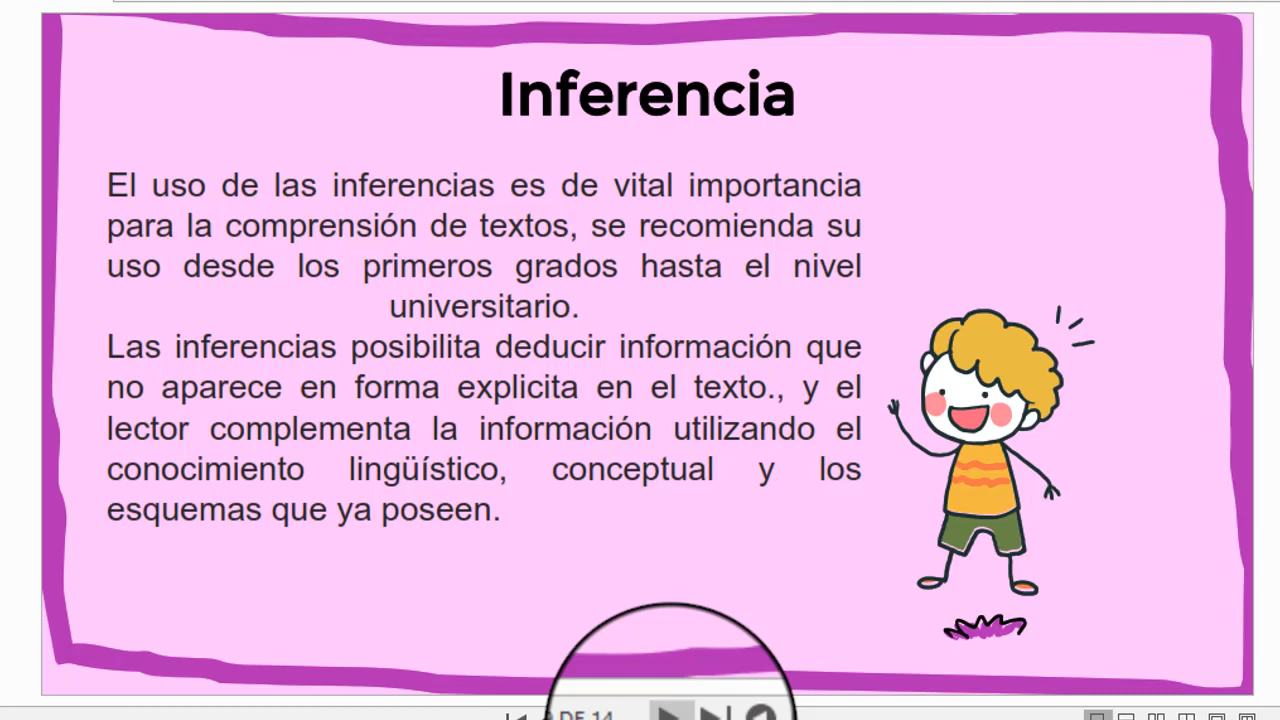 Inferencia
El uso de las inferencias es de vital importancia
para la comprensión de textos, se recomienda su
uso desde los primeros grados hasta el nivel
universitario.
Las inferencias posibilita deducir información que
no aparece en forma explicita en el texto., y el
lector complementa la información utilizando el
conocimiento lingüístico, conceptual y los
esquemas que ya poseen.
DE 14